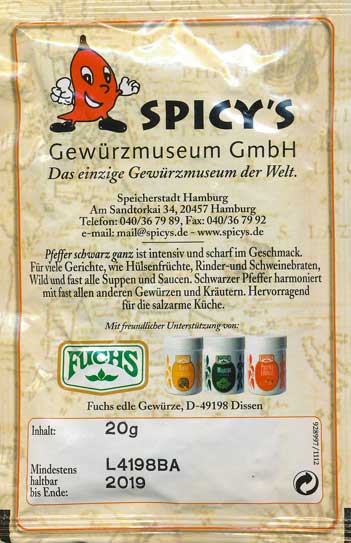 SPICY'S
Gewürzmuseum GmbH
Das einzige Gewürzmuseum der Welt.
Speicherstadt Hamburg
Am Sandtorkai 34, 20457 Hamburg
Telefon: 040/36 79 89, Fax: 040/36 79 92
e-mail: mail@spicys.de - www.spicys.de
Pfeffer schwarz ganz ist intensiv und scharf im Geschmack.
Für viele Gerichte, wie Hülsenfrüchte, Rinder-und Schweinebraten,
Wild und fast alle Suppen und Saucen. Schwarzer Pfeffer harmoniert
mit fast allen anderen Gewürzen und Kräutern. Hervorragend
für die salzarme Küche.
Mit freundlicher Unterstützung von:
FUCHS
Fuchs edle Gewürze, D-49198 Dissen
Inhalt: 20g
Mindestens L4198BA
haltbar 2019
bis Ende:
928997/1112